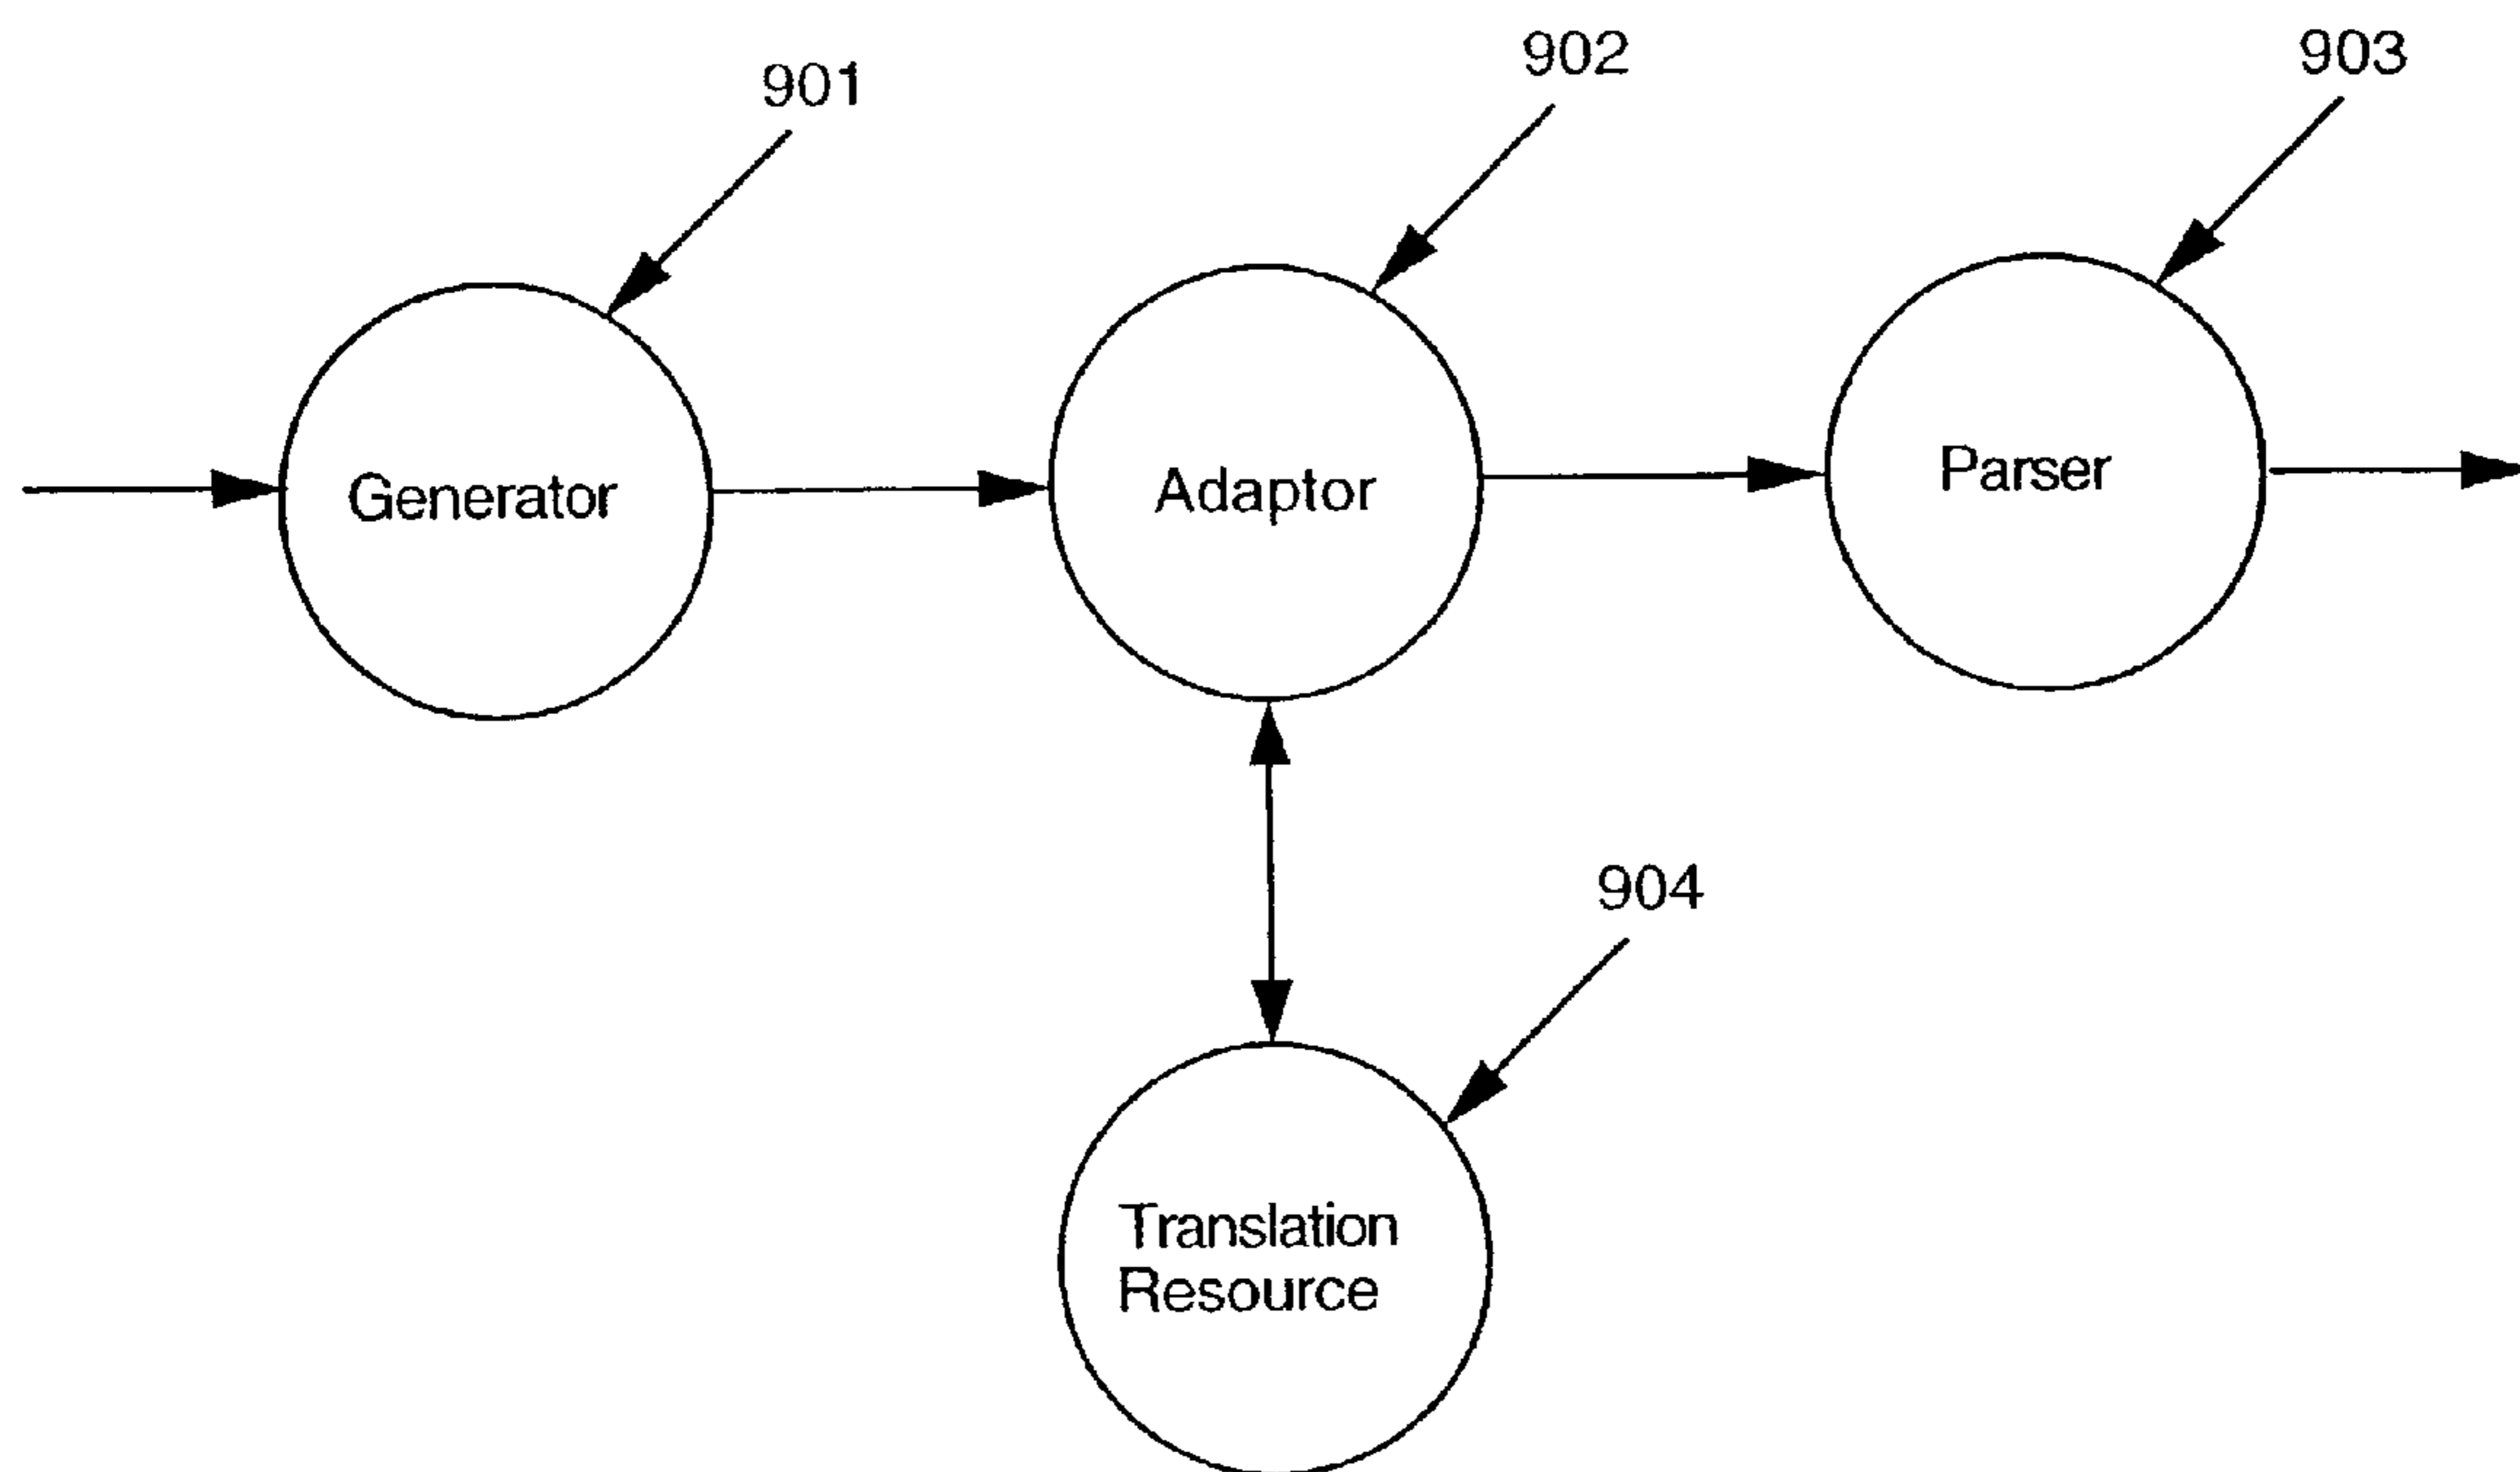 901
902
903
Generator
Adaptor
Parser
904
Translation
Resource